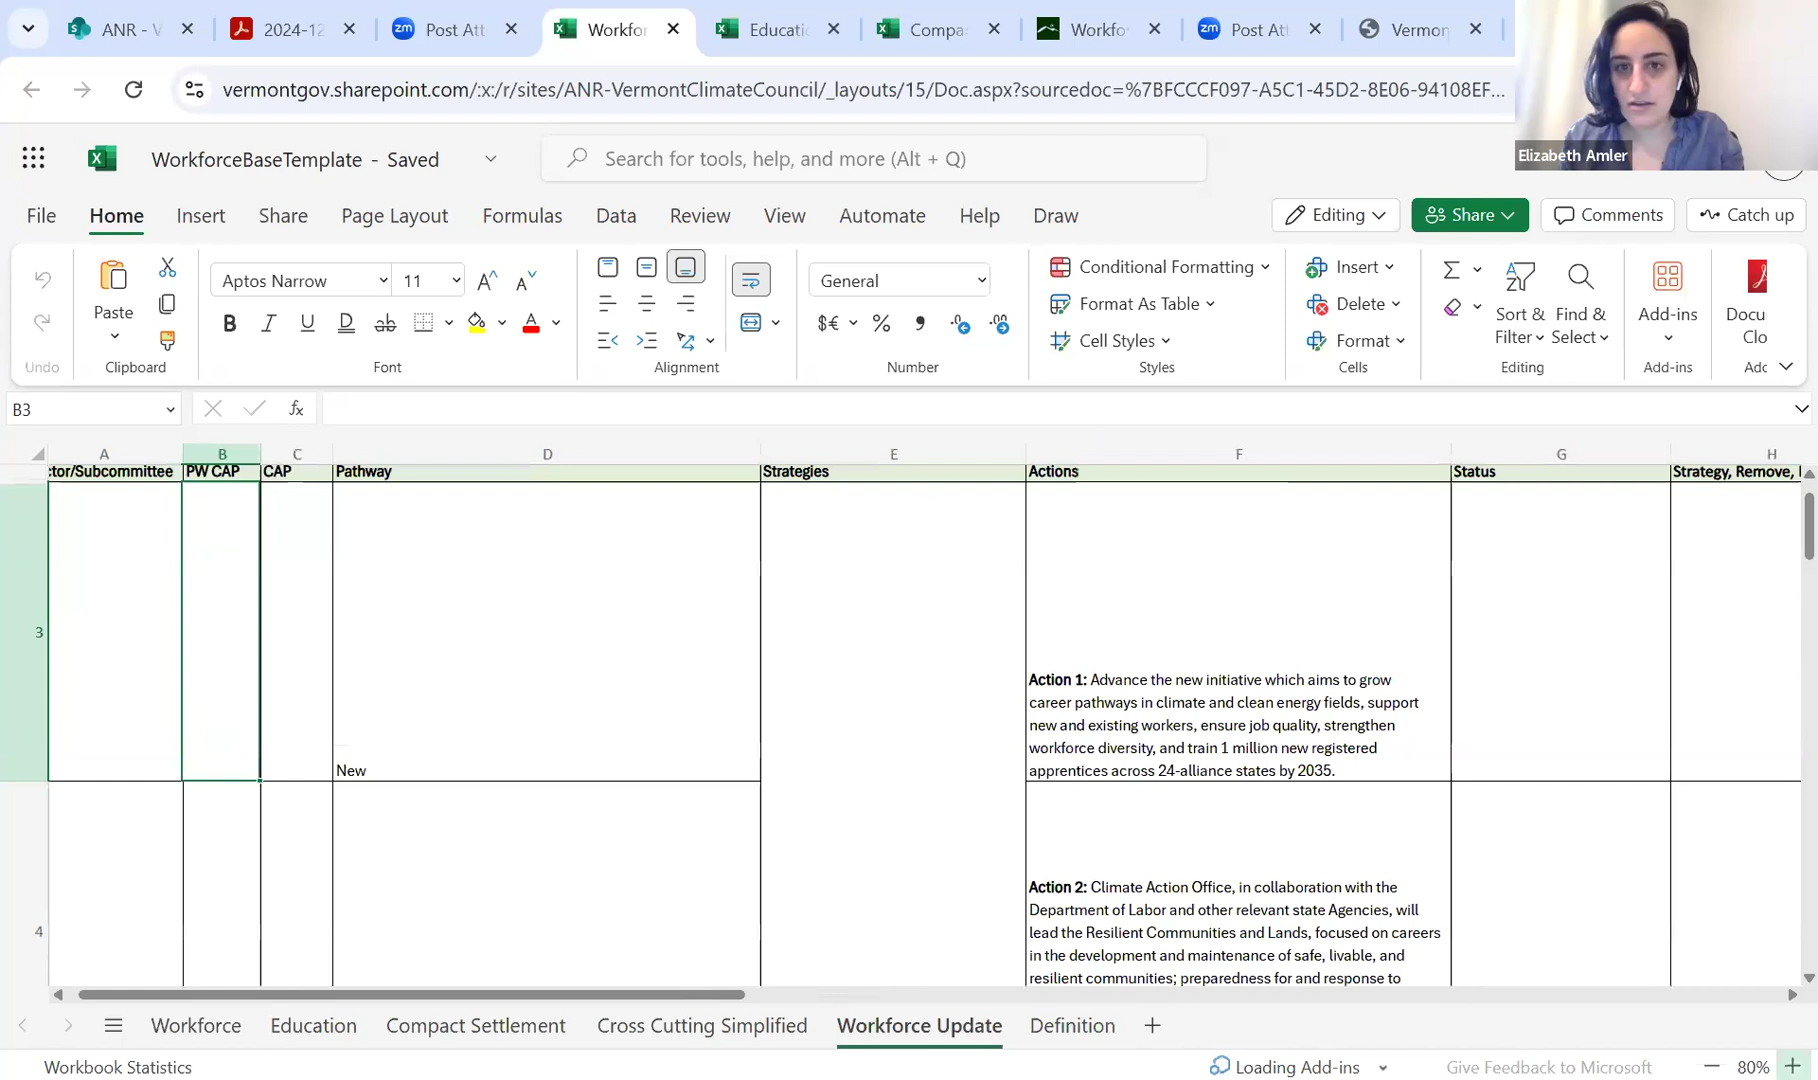 ANR - V
2024-12
Post Att
Workfor
Educatio
Compa
Workfo
Post Att
Vermon
vermontgov.sharepoint.com/:x:/r/sites/ANR-VermontClimateCouncil/_layouts/15/Doc.aspx?sourcedoc=%7BFCCCF097-A5C1-45D2-8E06-94108EF...
Elizabeth Amler
WorkforceBaseTemplate - Saved
Search for tools, help, and more (Alt + Q)
File Home Insert Share Page Layout Formulas Data Review View Automate Help Draw
Editing Share Comments Catch up
Undo
Paste
Clipboard
Aptos Narrow 11
Font
Alignment
General
Number
Conditional Formatting
Format As Table
Cell Styles
Styles
Insert
Delete
Format
Cells
Sort & Filter
Find & Select
Editing
Add-ins
Add-ins
Docu
Clo
Adc
B3
fx
A B C D E F G H
:tor/Subcommittee PW CAP CAP Pathway Strategies Actions Status Strategy, Remove,
3
New
Action 1: Advance the new initiative which aims to grow
career pathways in climate and clean energy fields, support
new and existing workers, ensure job quality, strengthen
workforce diversity, and train 1 million new registered
apprentices across 24-alliance states by 2035.
4
Action 2: Climate Action Office, in collaboration with the
Department of Labor and other relevant state Agencies, will
lead the Resilient Communities and Lands, focused on careers
in the development and maintenance of safe, livable, and
resilient communities; preparedness for and response to
Workforce Education Compact Settlement Cross Cutting Simplified Workforce Update Definition
Workbook Statistics
Loading Add-ins
Give Feedback to Microsoft
80%